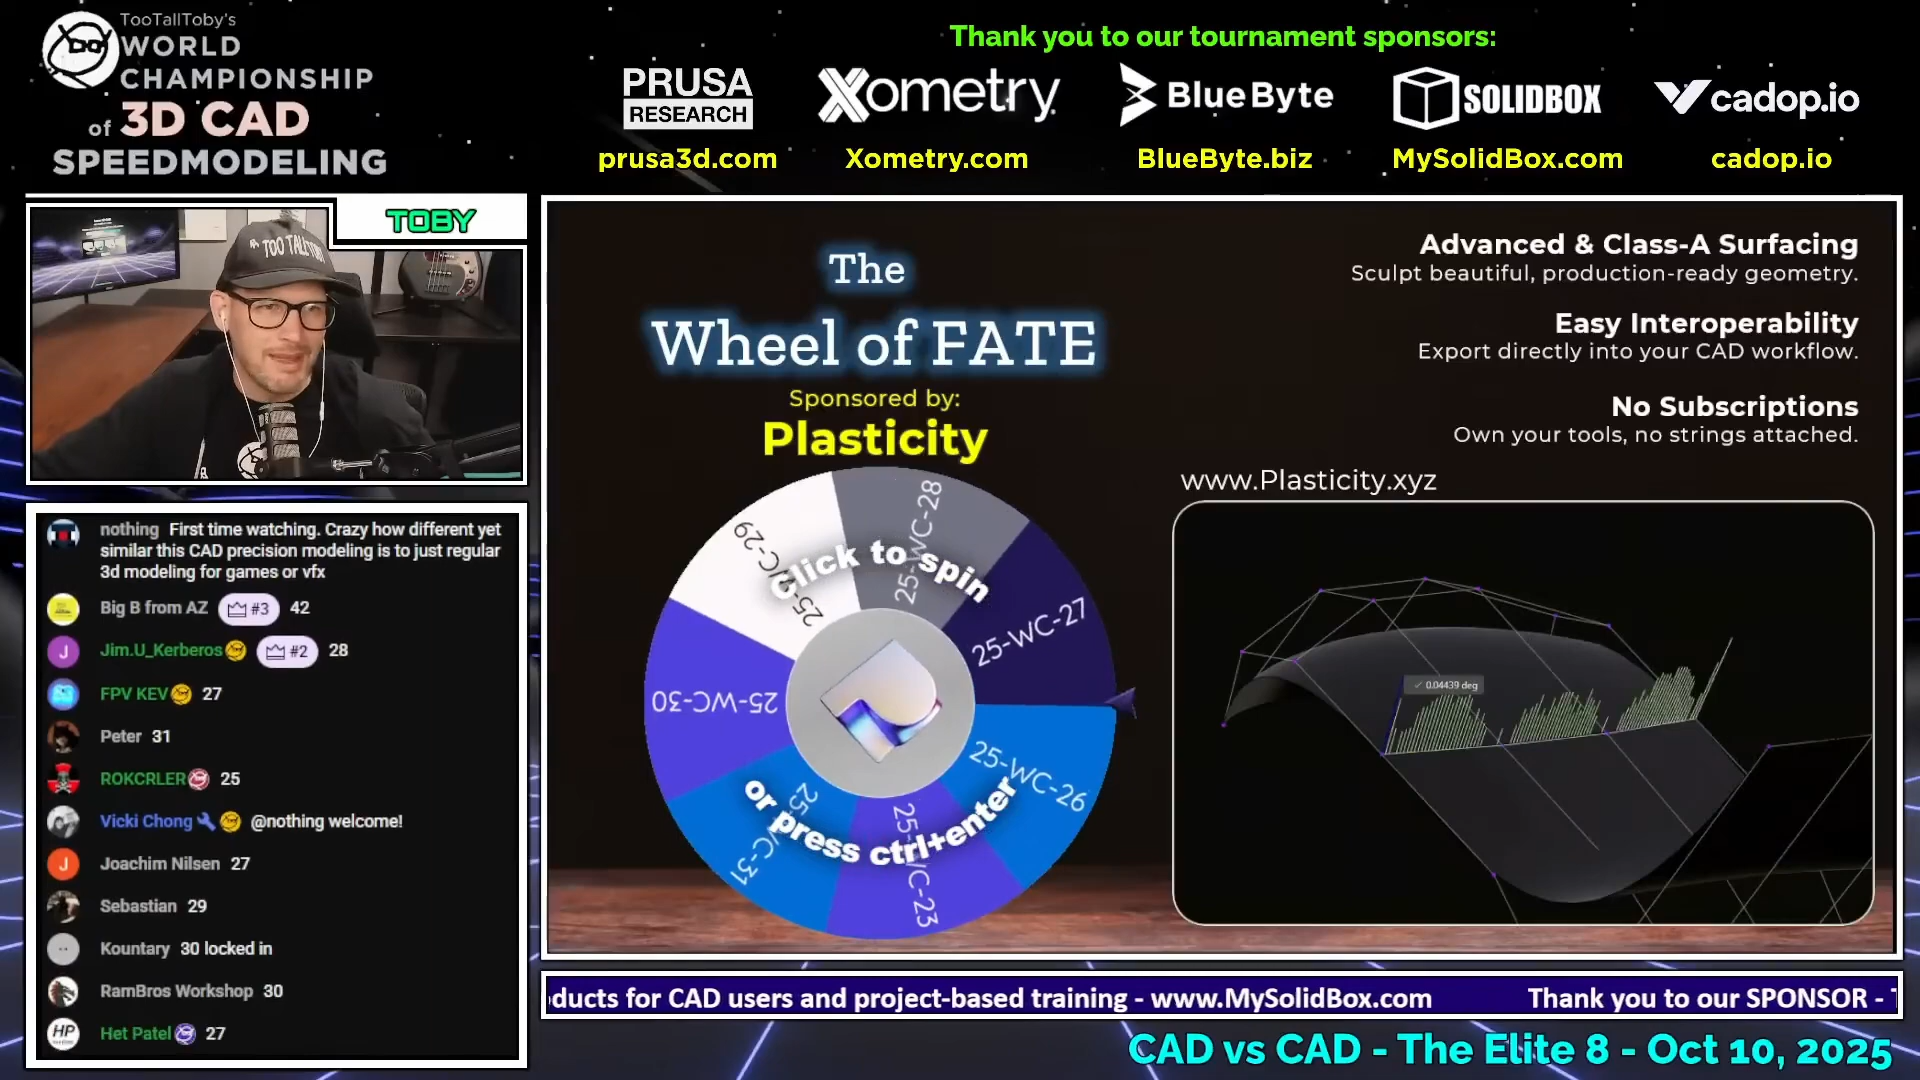 TooTallToby's
WORLD
CHAMPIONSHIP
of 3D CAD
SPEEDMODELING
Thank you to our tournament sponsors:
PRUSA
RESEARCH
prusa3d.com
Xometry
Xometry.com
BlueByte
BlueByte.biz
SOLIDBOX
MySolidBox.com
cadop.io
cadop.io
TOBY
TOO TALL TOBY
nothing First time watching. Crazy how different yet
similar this CAD precision modeling is to just regular
3d modeling for games or vfx
Big B from AZ #3 42
Jim.U_Kerberos #2 28
FPV KEV 27
Peter 31
ROKCRLER 25
Vicki Chong @nothing welcome!
Joachim Nilsen 27
Sebastian 29
Kountary 30 locked in
RamBros Workshop 30
HP Het Patel 27
The
Wheel of FATE
Sponsored by:
Plasticity
25-WC-28
25-WC-29
25-WC-27
25-WC-30
25-WC-26
25-WC-31
25-WC-23
Click to spin
or press ctrl+enter
Advanced & Class-A Surfacing
Sculpt beautiful, production-ready geometry.
Easy Interoperability
Export directly into your CAD workflow.
No Subscriptions
Own your tools, no strings attached.
www.Plasticity.xyz
0.04439 deg
ducts for CAD users and project-based training - www.MySolidBox.com Thank you to our SPONSOR -
CAD vs CAD - The Elite 8 - Oct 10, 2025